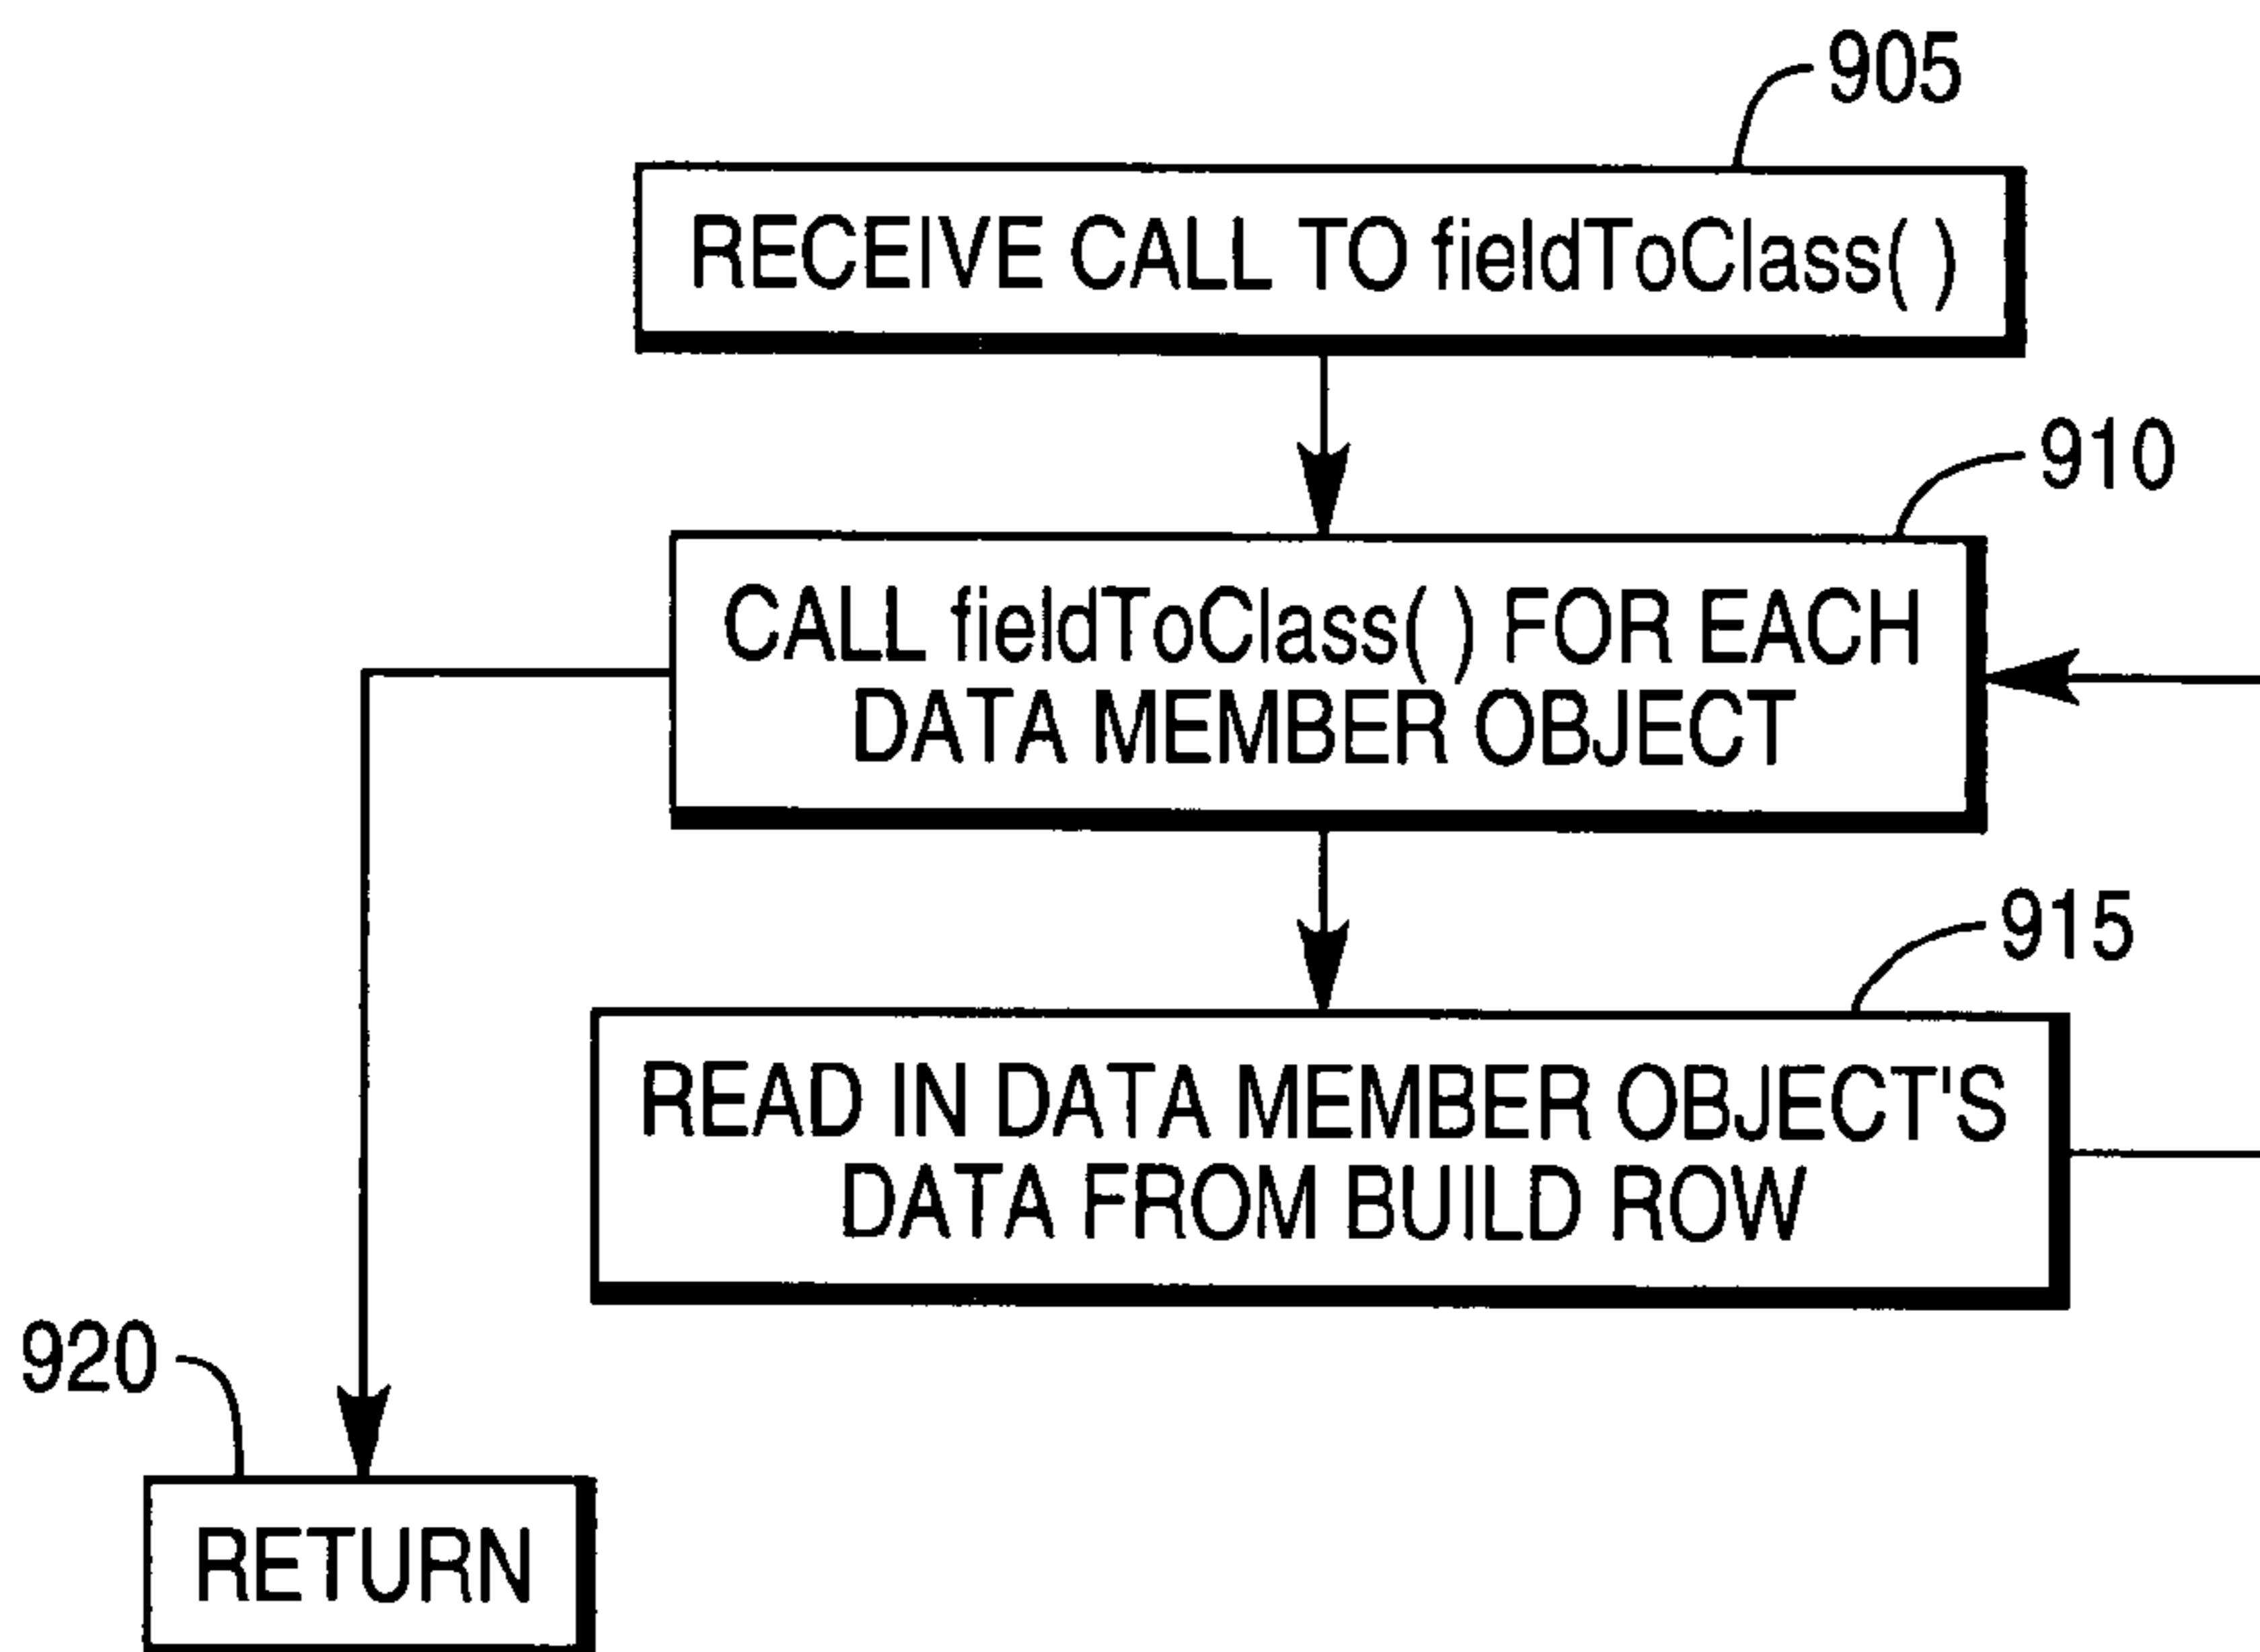 905
RECEIVE CALL TO fieldToClass( )
910
CALL fieldToClass( ) FOR EACH
DATA MEMBER OBJECT
915
READ IN DATA MEMBER OBJECT'S
DATA FROM BUILD ROW
920
RETURN